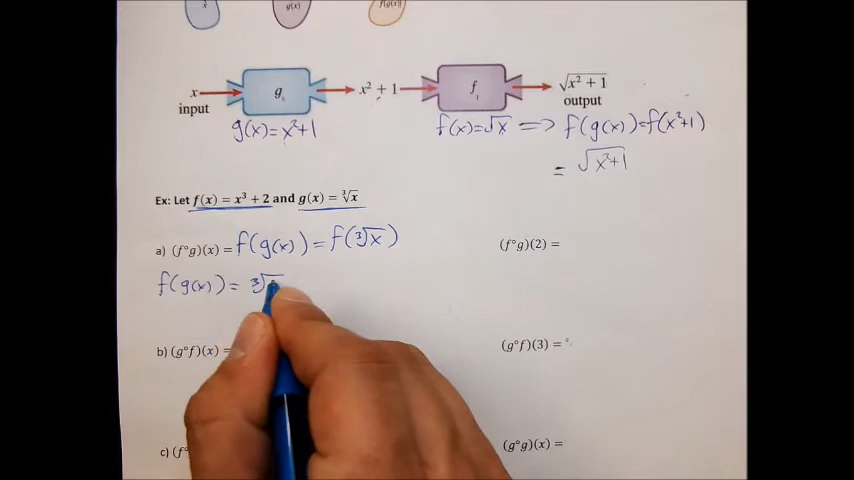 x g(x) f(g(x))
x input
g
x² + 1
f
√x² + 1 output
g(x) = x²+1
f(x)=√x ⟹ f(g(x))=f(x²+1)
= √x²+1
Ex: Let f(x) = x³ + 2 and g(x) = ∛x
a) (f°g)(x) = f(g(x)) = f(∛x)
(f°g)(2) =
f(g(x)) = ∛
b) (g°f)(x) =
(g°f)(3) =
c) (f°
(g°g)(x) =